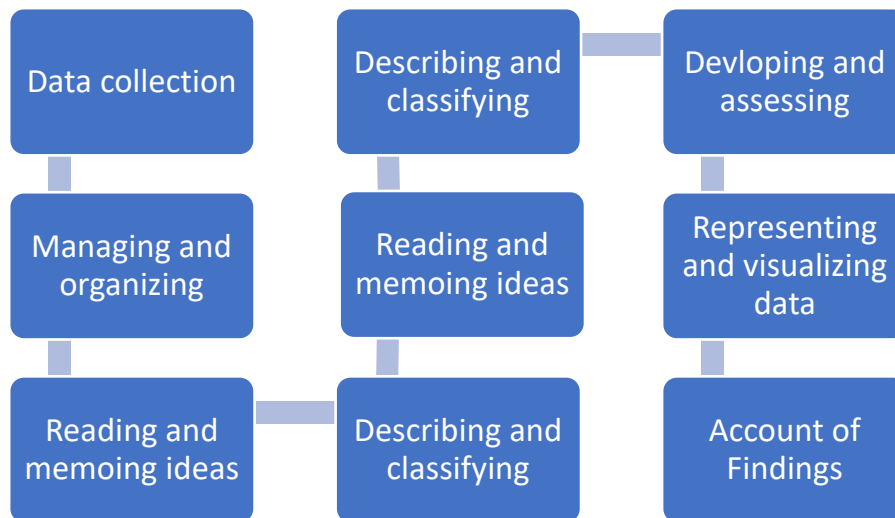 Data collection
Managing and
organizing
Reading and
memoing ideas
Describing and
classifying
Reading and
memoing ideas
Describing and
classifying
Devloping and
assessing
Representing
and visualizing
data
Account of
Findings